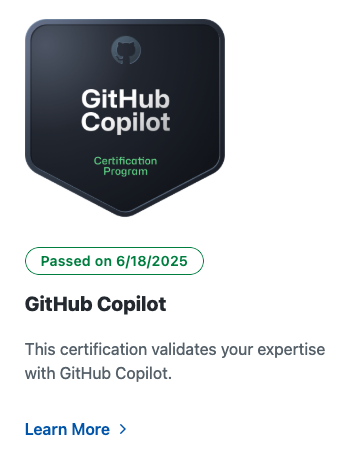 GitHub
Copilot
Certification
Program
Passed on 6/18/2025
GitHub Copilot
This certification validates your expertise
with GitHub Copilot.
Learn More